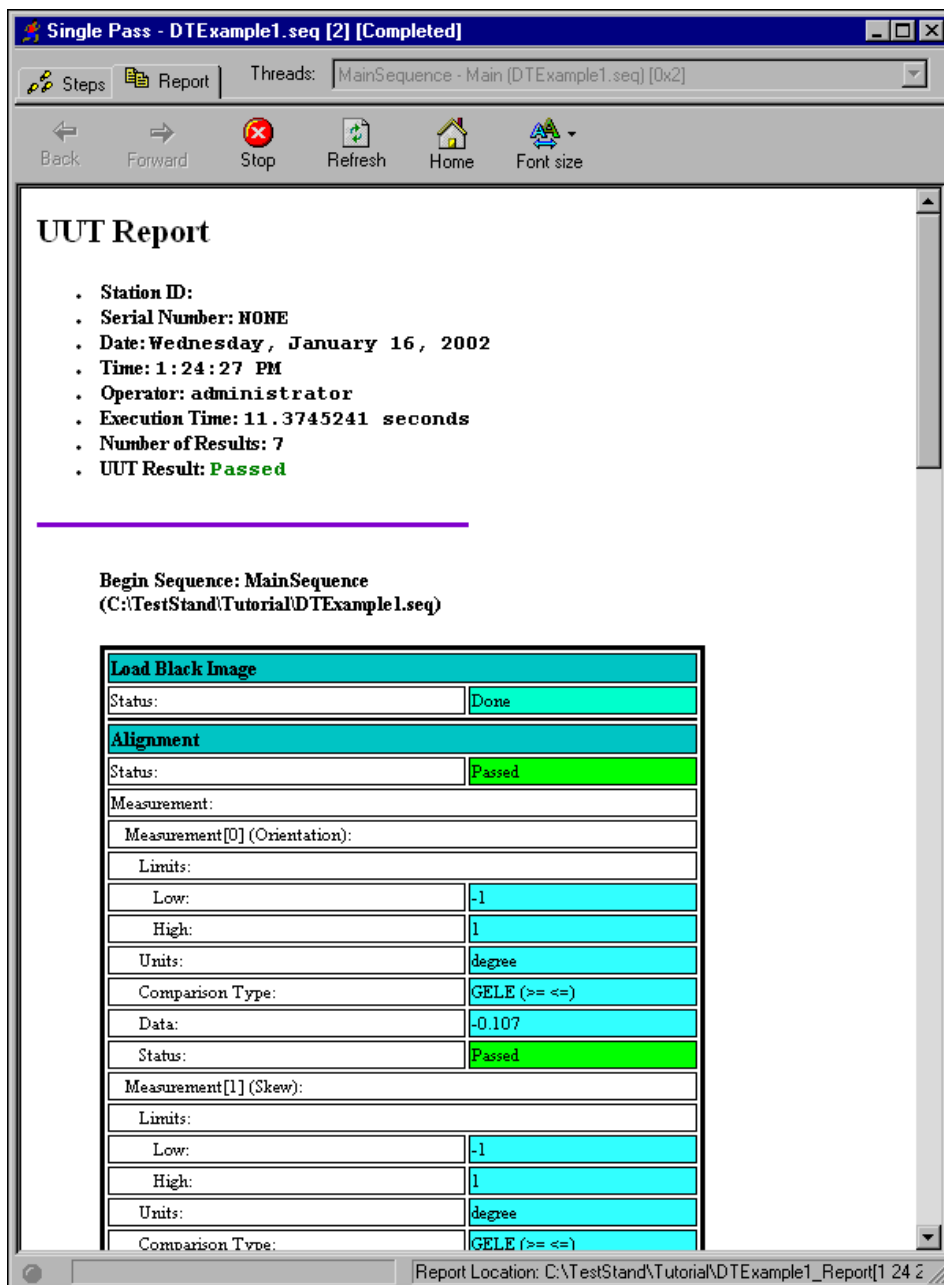 Single Pass - DTExample1.seq [2] [Completed]
Steps Report Threads: MainSequence - Main (DTExample1.seq) [0x2]
Back Forward Stop Refresh Home Font size
UUT Report
Station ID:
Serial Number: NONE
Date: Wednesday, January 16, 2002
Time: 1:24:27 PM
Operator: administrator
Execution Time: 11.3745241 seconds
Number of Results: 7
UUT Result: Passed
Begin Sequence: MainSequence
(C:\TestStand\Tutorial\DTExample1.seq)
Load Black Image
Status: Done
Alignment
Status: Passed
Measurement:
Measurement[0] (Orientation):
Limits:
Low: -1
High: 1
Units: degree
Comparison Type: GELE (>= <=)
Data: -0.107
Status: Passed
Measurement[1] (Skew):
Limits:
Low: -1
High: 1
Units: degree
Comparison Type: GELE (>= <=)
Report Location: C:\TestStand\Tutorial\DTExample1_Report[1 24 2